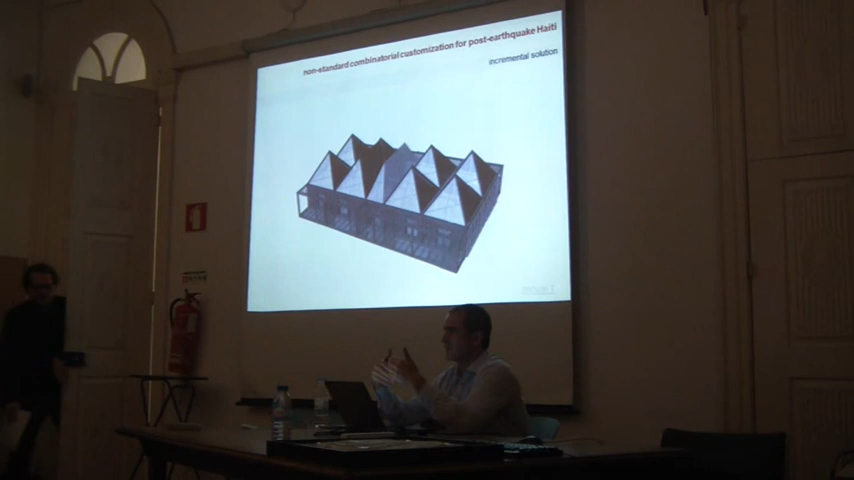 non-standard combinatorial customization for post-earthquake Haiti
incremental solution